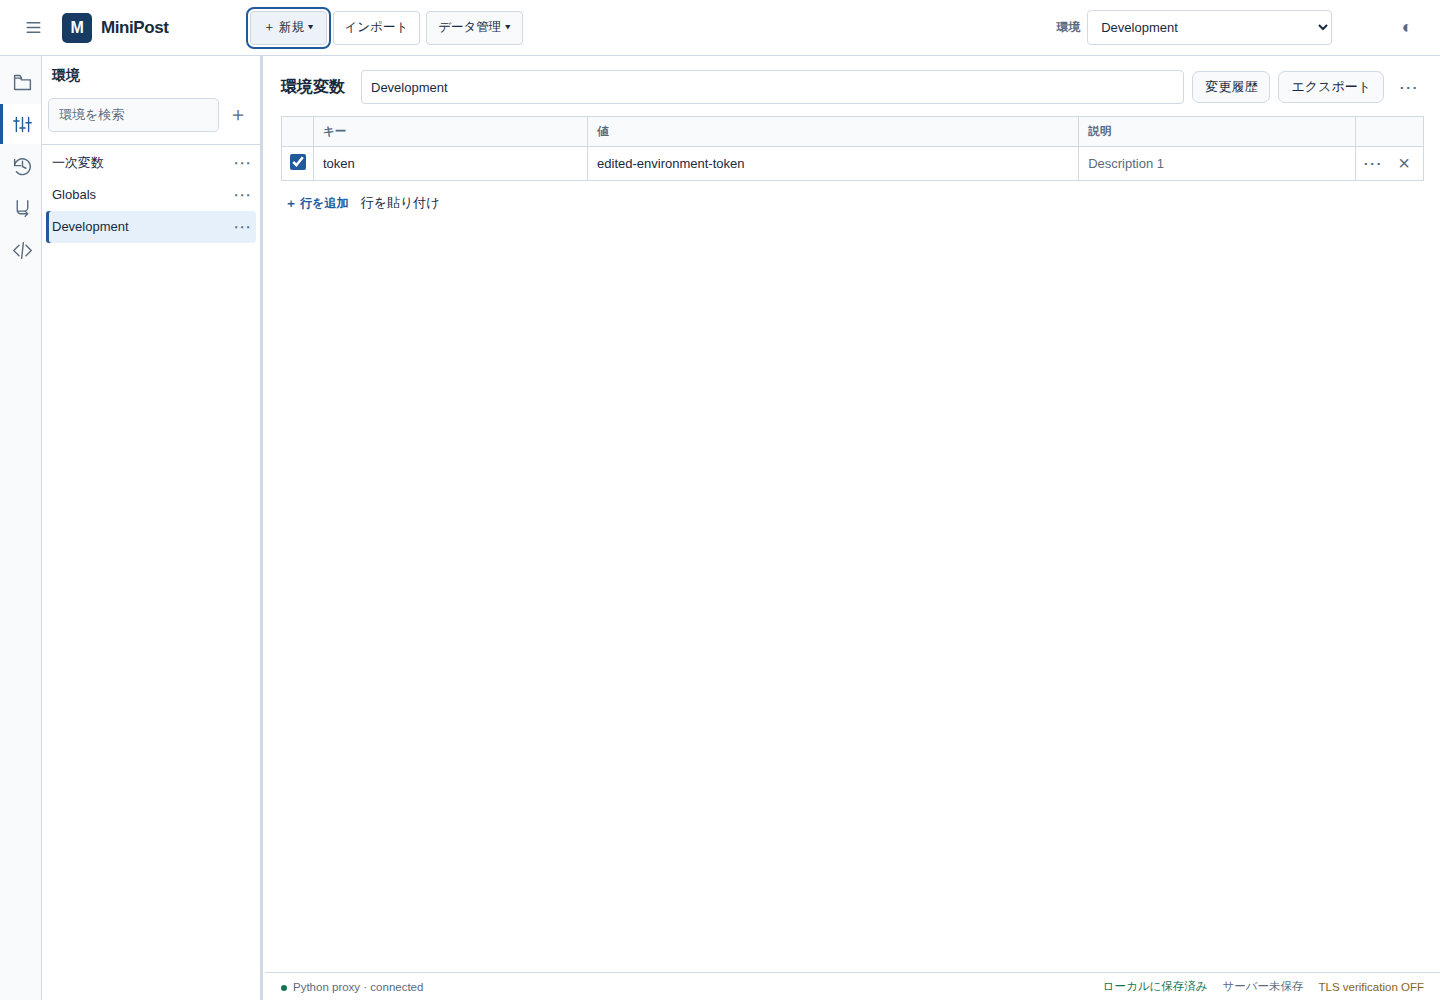 M MiniPost
＋ 新規 ▾
インポート
データ管理 ▾
環境
Development
環境
環境を検索
＋
一次変数 ···
Globals ···
Development ···
環境変数
Development
変更履歴
エクスポート
···
キー 値 説明
token edited-environment-token Description 1 ··· ×
+ 行を追加 行を貼り付け
Python proxy · connected
ローカルに保存済み サーバー未保存 TLS verification OFF